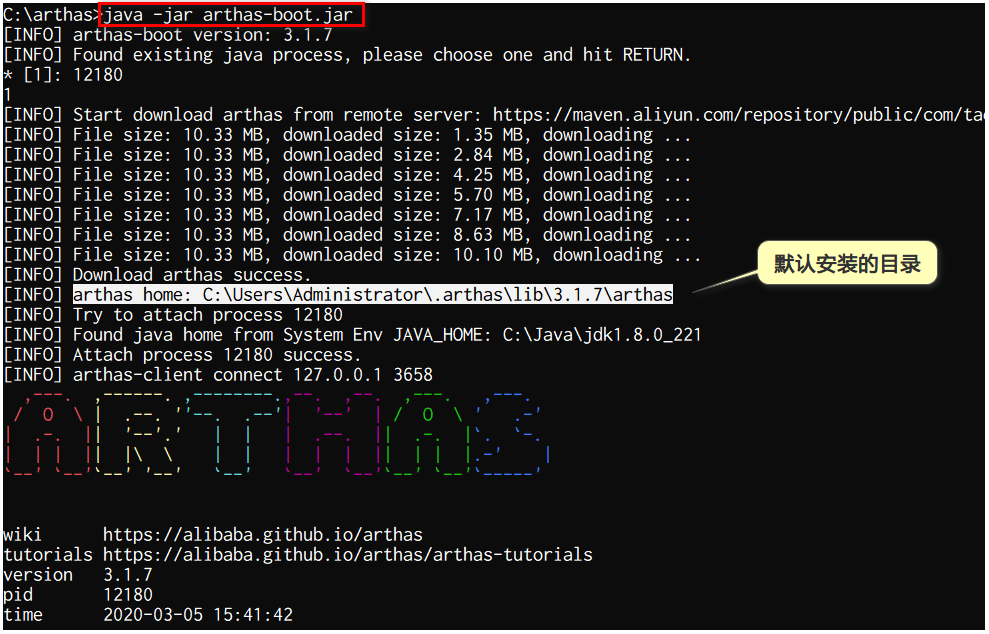 C:\arthas>java -jar arthas-boot.jar
[INFO] arthas-boot version: 3.1.7
[INFO] Found existing java process, please choose one and hit RETURN.
* [1]: 12180
1
[INFO] Start download arthas from remote server: https://maven.aliyun.com/repository/public/com/tao
[INFO] File size: 10.33 MB, downloaded size: 1.35 MB, downloading ...
[INFO] File size: 10.33 MB, downloaded size: 2.84 MB, downloading ...
[INFO] File size: 10.33 MB, downloaded size: 4.25 MB, downloading ...
[INFO] File size: 10.33 MB, downloaded size: 5.70 MB, downloading ...
[INFO] File size: 10.33 MB, downloaded size: 7.17 MB, downloading ...
[INFO] File size: 10.33 MB, downloaded size: 8.63 MB, downloading ...
[INFO] File size: 10.33 MB, downloaded size: 10.10 MB, downloading ...
[INFO] Download arthas success.
默认安装的目录
[INFO] arthas home: C:\Users\Administrator\.arthas\lib\3.1.7\arthas
[INFO] Try to attach process 12180
[INFO] Found java home from System Env JAVA_HOME: C:\Java\jdk1.8.0_221
[INFO] Attach process 12180 success.
[INFO] arthas-client connect 127.0.0.1 3658
ARTHAS
wiki https://alibaba.github.io/arthas
tutorials https://alibaba.github.io/arthas/arthas-tutorials
version 3.1.7
pid 12180
time 2020-03-05 15:41:42